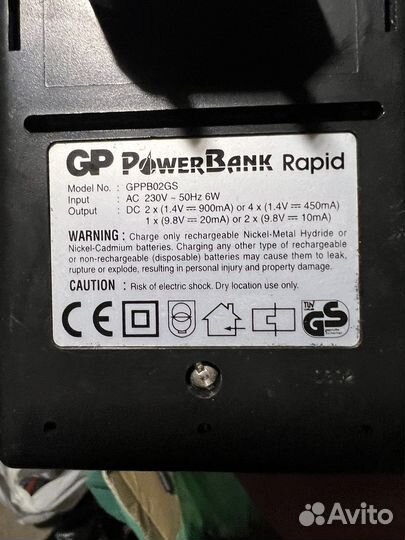 GP POWERBANK Rapid
Model No. : GPPB02GS
Input : AC 230V ~ 50Hz 6W
Output : DC 2 x (1.4V ⎓ 900mA) or 4 x (1.4V ⎓ 450mA)
1 x (9.8V ⎓ 20mA) or 2 x (9.8V ⎓ 10mA)
WARNING : Charge only rechargeable Nickel-Metal Hydride or
Nickel-Cadmium batteries. Charging any other type of rechargeable
or non-rechargeable (disposable) batteries may cause them to leak,
rupture or explode, resulting in personal injury and property damage.
CAUTION : Risk of electric shock. Dry location use only.
CE TÜV GS
Avito